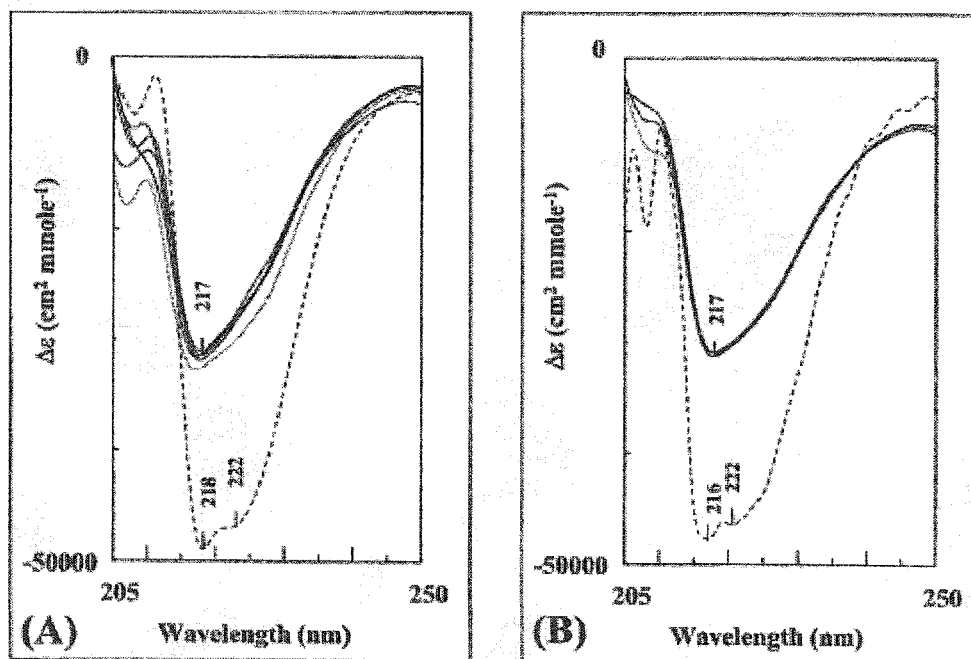 0
Δε (cm² mmole⁻¹)
217
218
222
-50000
205
250
(A)
Wavelength (nm)
0
Δε (cm² mmole⁻¹)
217
216
222
-50000
205
250
(B)
Wavelength (nm)